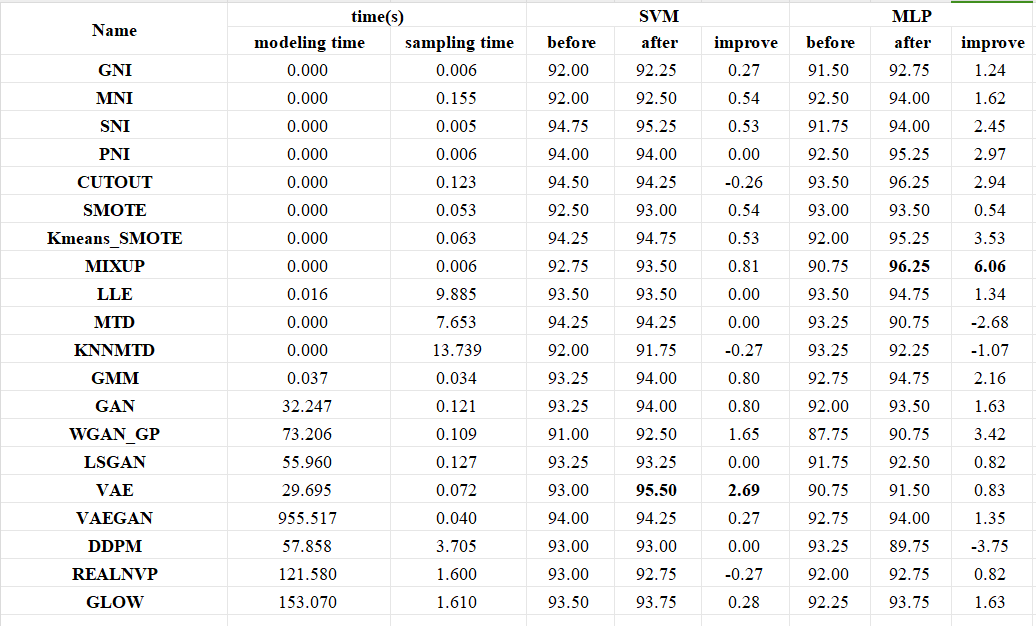 Name time(s) SVM MLP
modeling time sampling time before after improve before after improve
GNI 0.000 0.006 92.00 92.25 0.27 91.50 92.75 1.24
MNI 0.000 0.155 92.00 92.50 0.54 92.50 94.00 1.62
SNI 0.000 0.005 94.75 95.25 0.53 91.75 94.00 2.45
PNI 0.000 0.006 94.00 94.00 0.00 92.50 95.25 2.97
CUTOUT 0.000 0.123 94.50 94.25 -0.26 93.50 96.25 2.94
SMOTE 0.000 0.053 92.50 93.00 0.54 93.00 93.50 0.54
Kmeans_SMOTE 0.000 0.063 94.25 94.75 0.53 92.00 95.25 3.53
MIXUP 0.000 0.006 92.75 93.50 0.81 90.75 96.25 6.06
LLE 0.016 9.885 93.50 93.50 0.00 93.50 94.75 1.34
MTD 0.000 7.653 94.25 94.25 0.00 93.25 90.75 -2.68
KNNMTD 0.000 13.739 92.00 91.75 -0.27 93.25 92.25 -1.07
GMM 0.037 0.034 93.25 94.00 0.80 92.75 94.75 2.16
GAN 32.247 0.121 93.25 94.00 0.80 92.00 93.50 1.63
WGAN_GP 73.206 0.109 91.00 92.50 1.65 87.75 90.75 3.42
LSGAN 55.960 0.127 93.25 93.25 0.00 91.75 92.50 0.82
VAE 29.695 0.072 93.00 95.50 2.69 90.75 91.50 0.83
VAEGAN 955.517 0.040 94.00 94.25 0.27 92.75 94.00 1.35
DDPM 57.858 3.705 93.00 93.00 0.00 93.25 89.75 -3.75
REALNVP 121.580 1.600 93.00 92.75 -0.27 92.00 92.75 0.82
GLOW 153.070 1.610 93.50 93.75 0.28 92.25 93.75 1.63